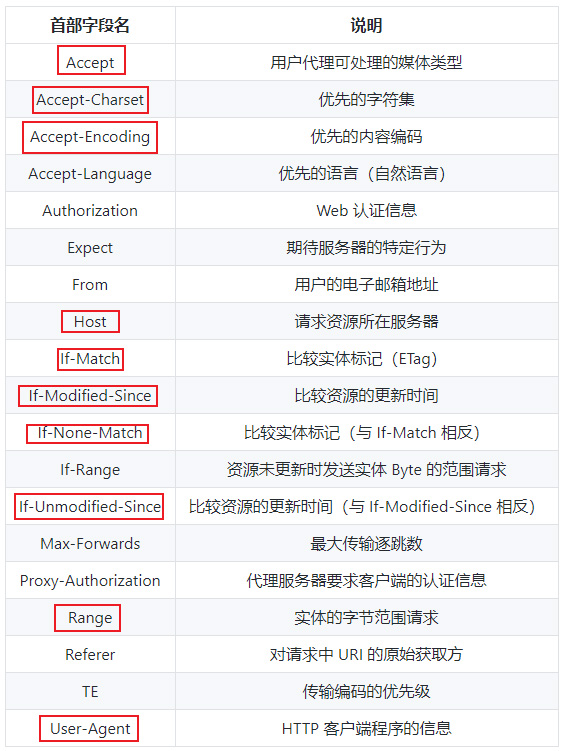 首部字段名 说明
Accept 用户代理可处理的媒体类型
Accept-Charset 优先的字符集
Accept-Encoding 优先的内容编码
Accept-Language 优先的语言（自然语言）
Authorization Web 认证信息
Expect 期待服务器的特定行为
From 用户的电子邮箱地址
Host 请求资源所在服务器
If-Match 比较实体标记（ETag）
If-Modified-Since 比较资源的更新时间
If-None-Match 比较实体标记（与 If-Match 相反）
If-Range 资源未更新时发送实体 Byte 的范围请求
If-Unmodified-Since 比较资源的更新时间（与 If-Modified-Since 相反）
Max-Forwards 最大传输逐跳数
Proxy-Authorization 代理服务器要求客户端的认证信息
Range 实体的字节范围请求
Referer 对请求中 URI 的原始获取方
TE 传输编码的优先级
User-Agent HTTP 客户端程序的信息